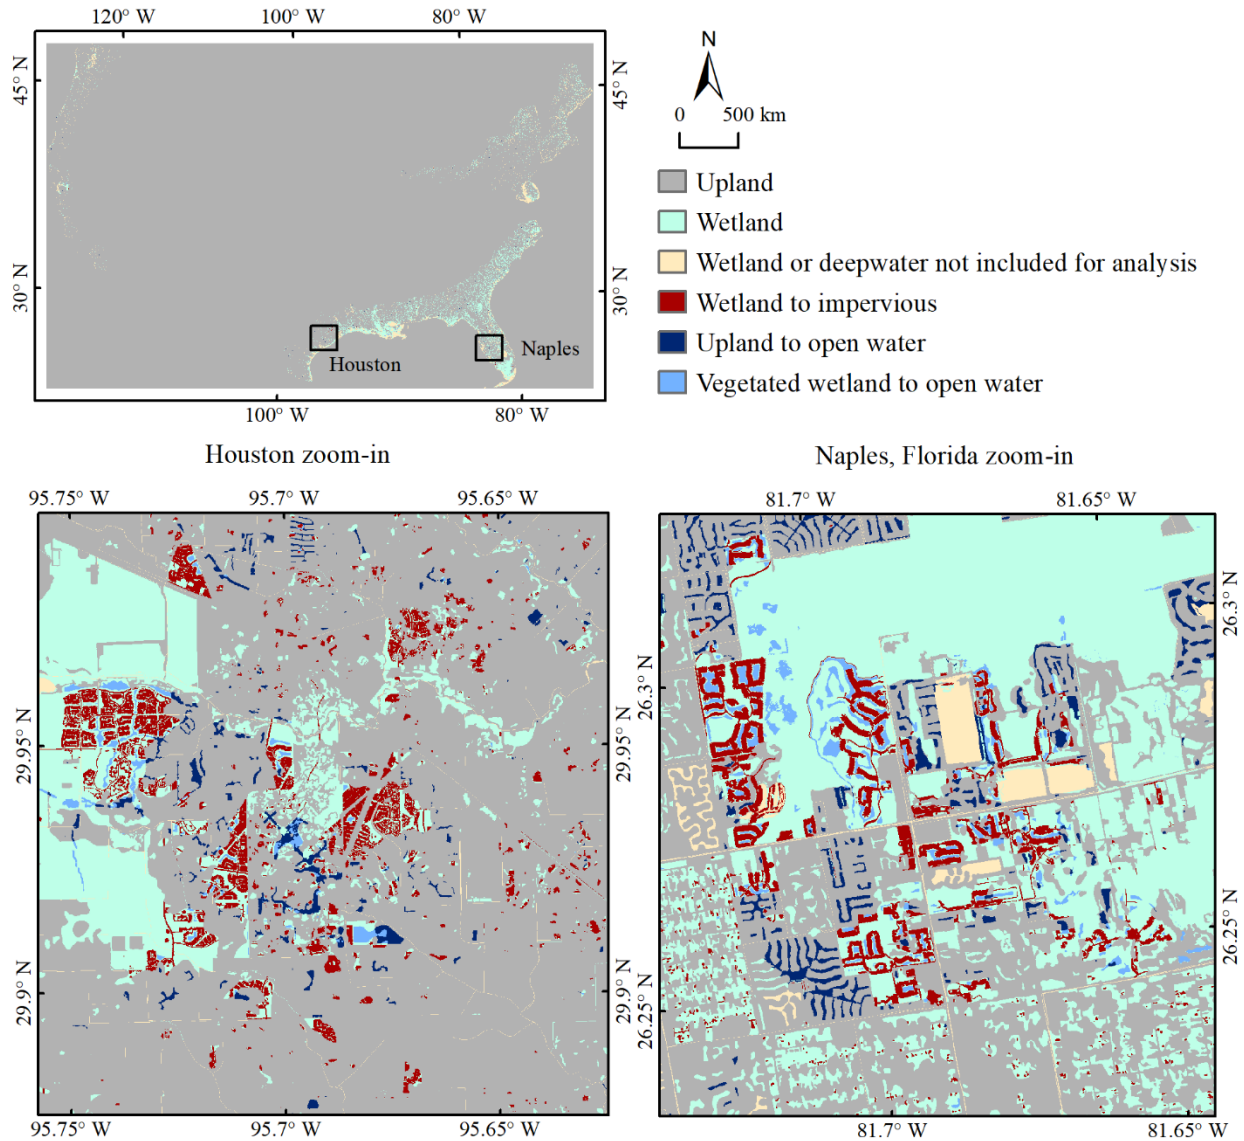 120° W 100° W 80° W
45° N
45° N
30° N
30° N
Houston
Naples
100° W 80° W
N
0 500 km
Upland
Wetland
Wetland or deepwater not included for analysis
Wetland to impervious
Upland to open water
Vegetated wetland to open water
Houston zoom-in
95.75° W 95.7° W 95.65° W
29.95° N
29.95° N
29.9° N
29.9° N
95.75° W 95.7° W 95.65° W
Naples, Florida zoom-in
81.7° W 81.65° W
26.3° N
26.3° N
26.25° N
26.25° N
81.7° W 81.65° W